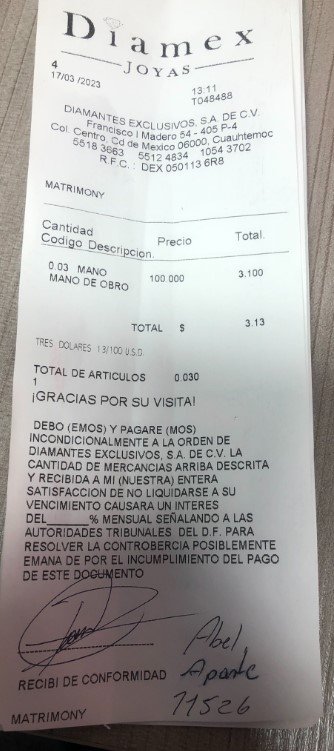 Diamex
JOYAS
4
17/03 /2023
13:11
T048488
DIAMANTES EXCLUSIVOS, S.A. DE C.V.
Francisco I Madero 54 - 405 P-4
Col. Centro, Cd de Mexico 06000, Cuauhtemoc
5518 3663 5512 4834 1054 3702
R.F.C. : DEX 050113 6R8
MATRIMONY
Cantidad
Codigo Descripcion. Precio Total.
0.03 MANO 100.000 3.100
MANO DE OBRO
TOTAL $ 3.13
TRES DOLARES 13/100 U.S.D.
TOTAL DE ARTICULOS 0.030
1
¡GRACIAS POR SU VISITA!
DEBO (EMOS) Y PAGARE (MOS)
INCONDICIONALMENTE A LA ORDEN DE
DIAMANTES EXCLUSIVOS, S.A. DE C.V. LA
CANTIDAD DE MERCANCIAS ARRIBA DESCRITA
Y RECIBIDA A MI (NUESTRA) ENTERA
SATISFACCION DE NO LIQUIDARSE A SU
VENCIMIENTO CAUSARA UN INTERES
DEL______% MENSUAL SEÑALANDO A LAS
AUTORIDADES TRIBUNALES DEL D.F. PARA
RESOLVER LA CONTROBERCIA POSIBLEMENTE
EMANA DE POR EL INCUMPLIMIENTO DEL PAGO
DE ESTE DOCUMENTO
Abel
RECIBI DE CONFORMIDAD Aparte
11526
MATRIMONY